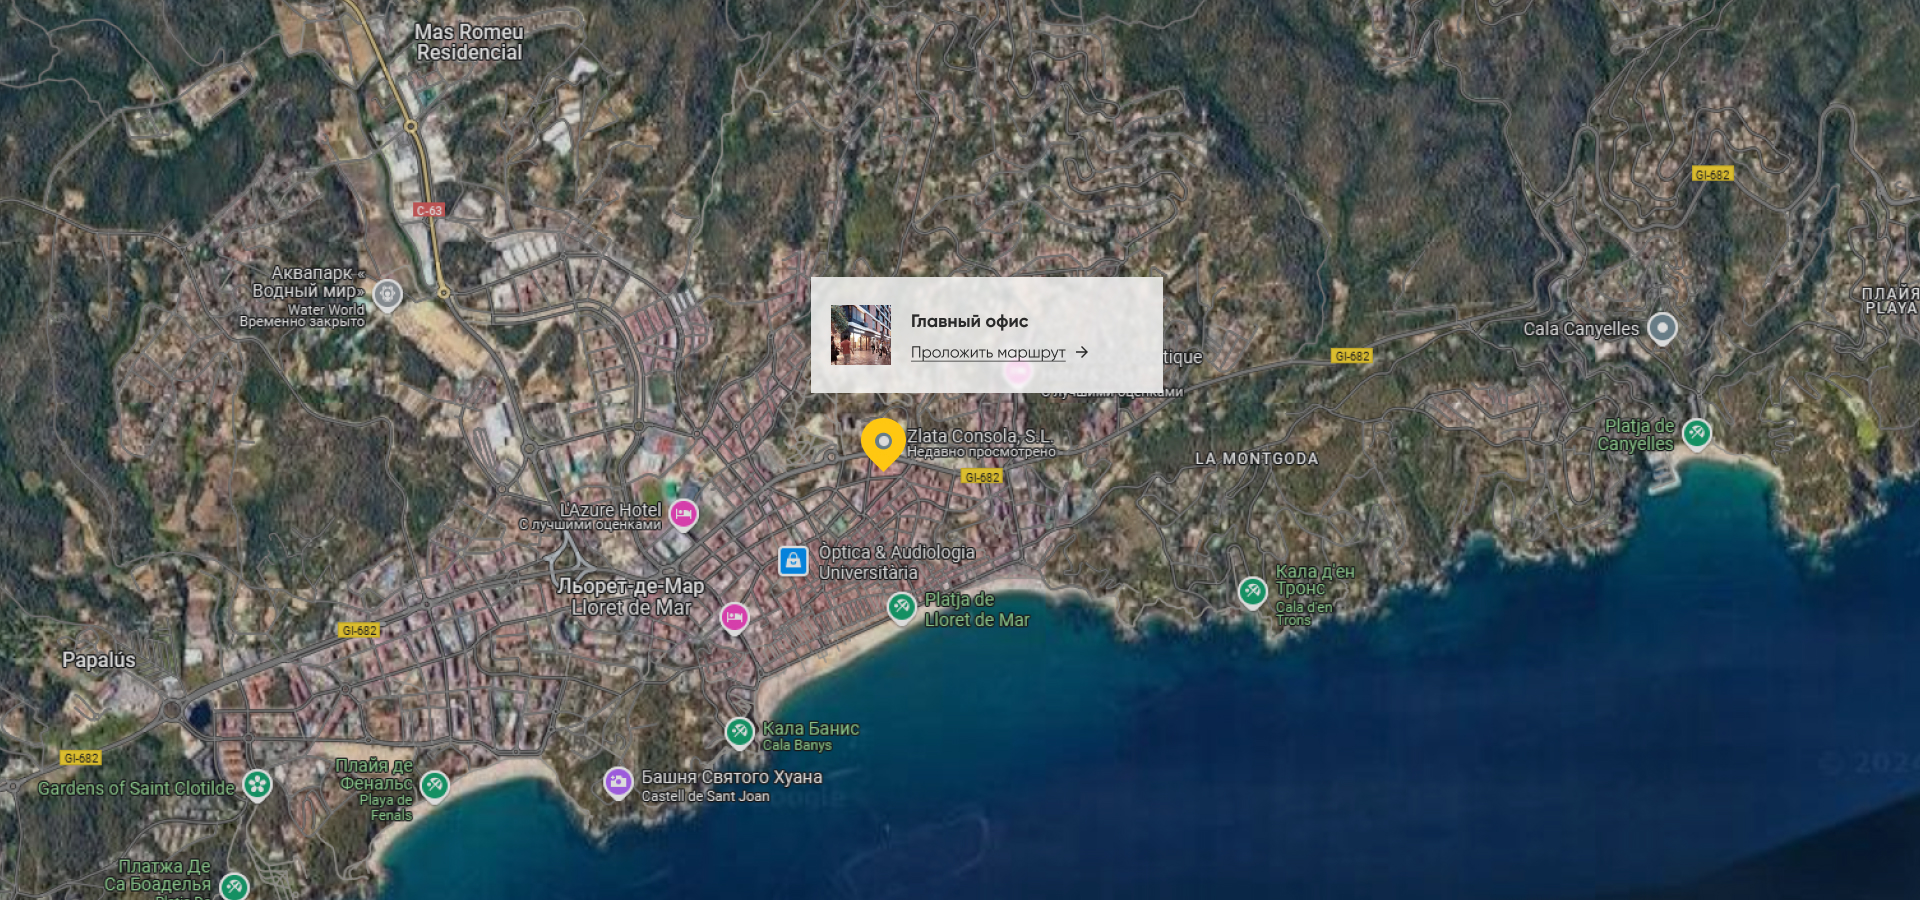 Mas Romeu
Residencial
GI-682
C-63
Аквапарк «
Водный мир»
Water World
Временно закрыто
ПЛАЙЯ
PLAYA
Главный офис
Проложить маршрут →
Cala Canyelles
tique
GI-682
С лучшими оценками
Zlata Consola, S.L.
Недавно просмотрено
GI-682
LA MONTGODA
Platja de
Canyelles
L'Azure Hotel
С лучшими оценками
Òptica & Audiologia
Universitària
Льорет-де-Мар
Lloret de Mar
Platja de
Lloret de Mar
Кала д'ен
Тронс
Cala d'en
Trons
GI-682
Papalús
Кала Банис
Cala Banys
GI-682
Gardens of Saint Clotilde
Плайя де
Фенальс
Playa de
Fenals
Башня Святого Хуана
Castell de Sant Joan
Платжа Де
Са Боаделья